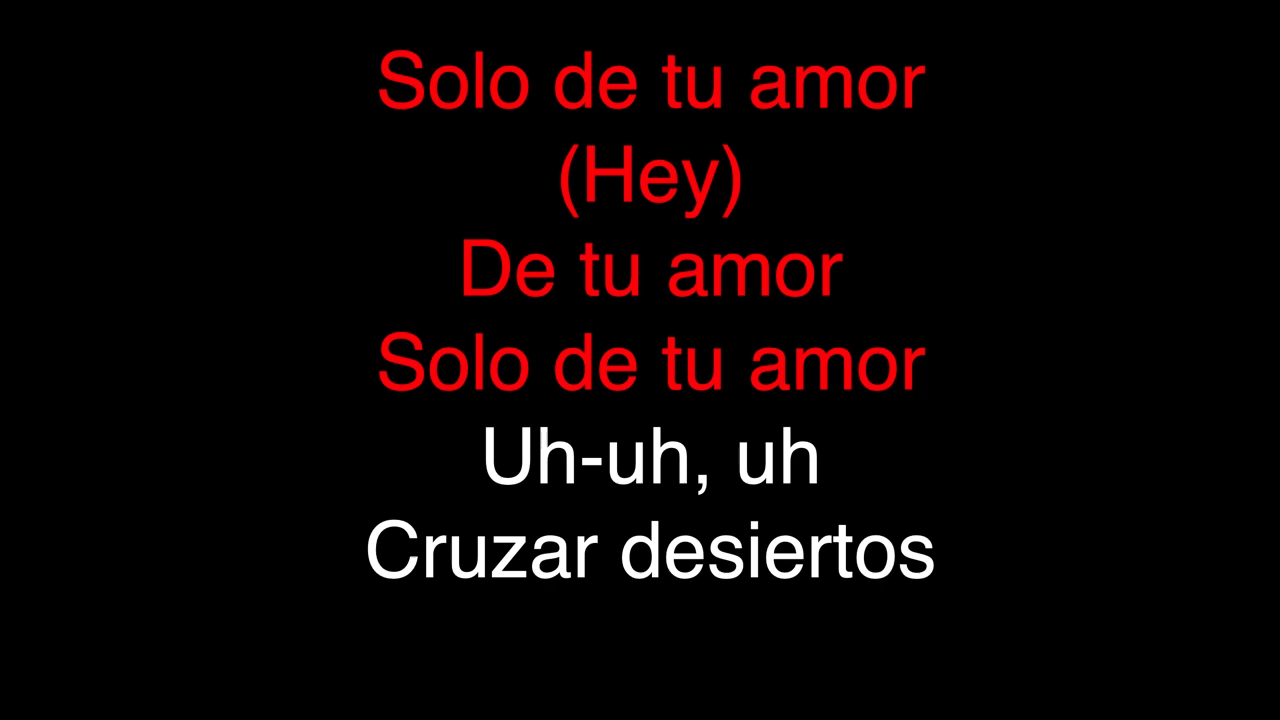 Solo de tu amor
(Hey)
De tu amor
Solo de tu amor
Uh-uh, uh
Cruzar desiertos